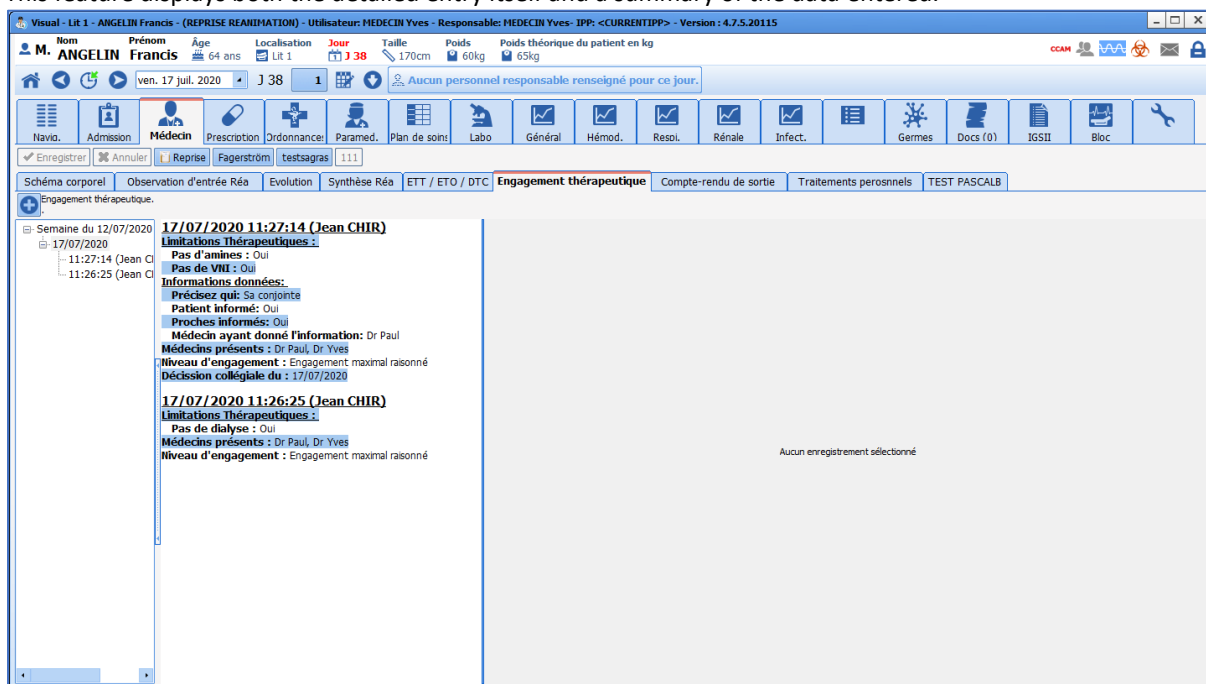 This feature displays both the detailed entry itself and a summary of the data entered.
Visual - Lit 1 - ANGELIN Francis - (REPRISE REANIMATION) - Utilisateur: MEDECIN Yves - Responsable: MEDECIN Yves- IPP: <CURRENTIPP> - Version : 4.7.5.20115
Nom Prénom Âge Localisation Jour Taille Poids Poids théorique du patient en kg
M. ANGELIN Francis 64 ans Lit 1 J 38 170cm 60kg 65kg CCAM
ven. 17 juil. 2020 J 38 1 Aucun personnel responsable renseigné pour ce jour.
Navig. Admission Médecin Prescription Ordonnances Paramed. Plan de soins Labo Général Hémod. Respi. Rénale Infect. Germes Docs (0) IGSII Bloc
Enregistrer Annuler Reprise Fagerström testsagras 111
Schéma corporel Observation d'entrée Réa Evolution Synthèse Réa ETT / ETO / DTC Engagement thérapeutique Compte-rendu de sortie Traitements perosnnels TEST PASCALB
Engagement thérapeutique.
.
Semaine du 12/07/2020
17/07/2020
11:27:14 (Jean CI
11:26:25 (Jean CI
17/07/2020 11:27:14 (Jean CHIR)
Limitations Thérapeutiques :
Pas d'amines : Oui
Pas de VNI : Oui
Informations données:
Précisez qui: Sa conjointe
Patient informé: Oui
Proches informés: Oui
Médecin ayant donné l'information: Dr Paul
Médecins présents : Dr Paul, Dr Yves
Niveau d'engagement : Engagement maximal raisonné
Décission collégiale du : 17/07/2020
17/07/2020 11:26:25 (Jean CHIR)
Limitations Thérapeutiques :
Pas de dialyse : Oui
Médecins présents : Dr Paul, Dr Yves
Niveau d'engagement : Engagement maximal raisonné
Aucun enregistrement sélectionné